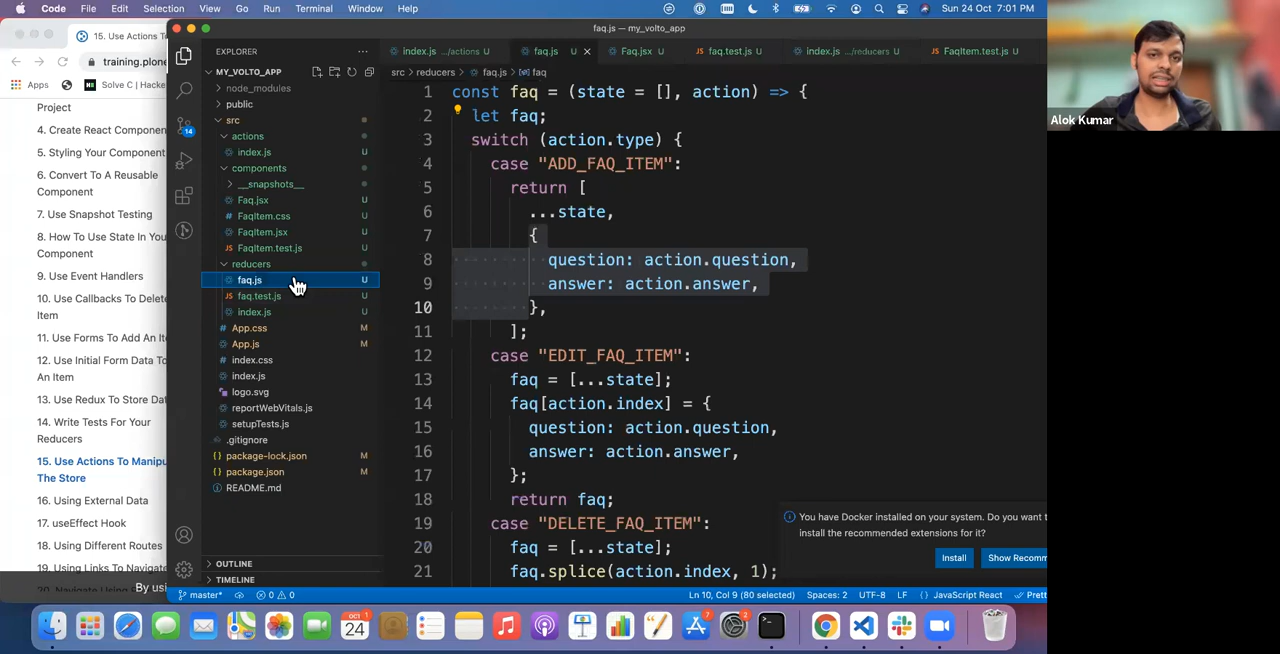 Code File Edit Selection View Go Run Terminal Window Help
Sun 24 Oct 7:01 PM
15. Use Actions To
training.plone
Apps
Solve C | Hacke
Project
4. Create React Compone
5. Styling Your Component
6. Convert To A Reusable
Component
7. Use Snapshot Testing
8. How To Use State In You
Component
9. Use Event Handlers
10. Use Callbacks To Delete
Item
11. Use Forms To Add An Ite
12. Use Initial Form Data To
An Item
13. Use Redux To Store Dat
14. Write Tests For Your
Reducers
15. Use Actions To Manipu
The Store
16. Using External Data
17. useEffect Hook
18. Using Different Routes
19. Using Links To Navigate
By usi
faq.js — my_volto_app
EXPLORER
MY_VOLTO_APP
node_modules
public
src
actions
index.js U
components
__snapshots__
Faq.jsx U
FaqItem.css U
FaqItem.jsx U
FaqItem.test.js U
reducers
faq.js U
faq.test.js U
index.js U
App.css M
App.js M
index.css
index.js
logo.svg
reportWebVitals.js
setupTests.js
.gitignore
package-lock.json M
package.json M
README.md
OUTLINE
TIMELINE
14
index.js .../actions U
faq.js U
Faq.jsx U
faq.test.js U
index.js .../reducers U
FaqItem.test.js U
src > reducers > faq.js > faq
1 const faq = (state = [], action) => {
2 let faq;
3 switch (action.type) {
4 case "ADD_FAQ_ITEM":
5 return [
6 ...state,
7 {
8 question: action.question,
9 answer: action.answer,
10 },
11 ];
12 case "EDIT_FAQ_ITEM":
13 faq = [...state];
14 faq[action.index] = {
15 question: action.question,
16 answer: action.answer,
17 };
18 return faq;
19 case "DELETE_FAQ_ITEM":
20 faq = [...state];
21 faq.splice(action.index, 1);
You have Docker installed on your system. Do you want t
install the recommended extensions for it?
Install
Show Recomm
master*
0 0
Ln 10, Col 9 (80 selected)
Spaces: 2
UTF-8
LF
JavaScript React
Prett
Alok Kumar
OCT
24
1
7
2